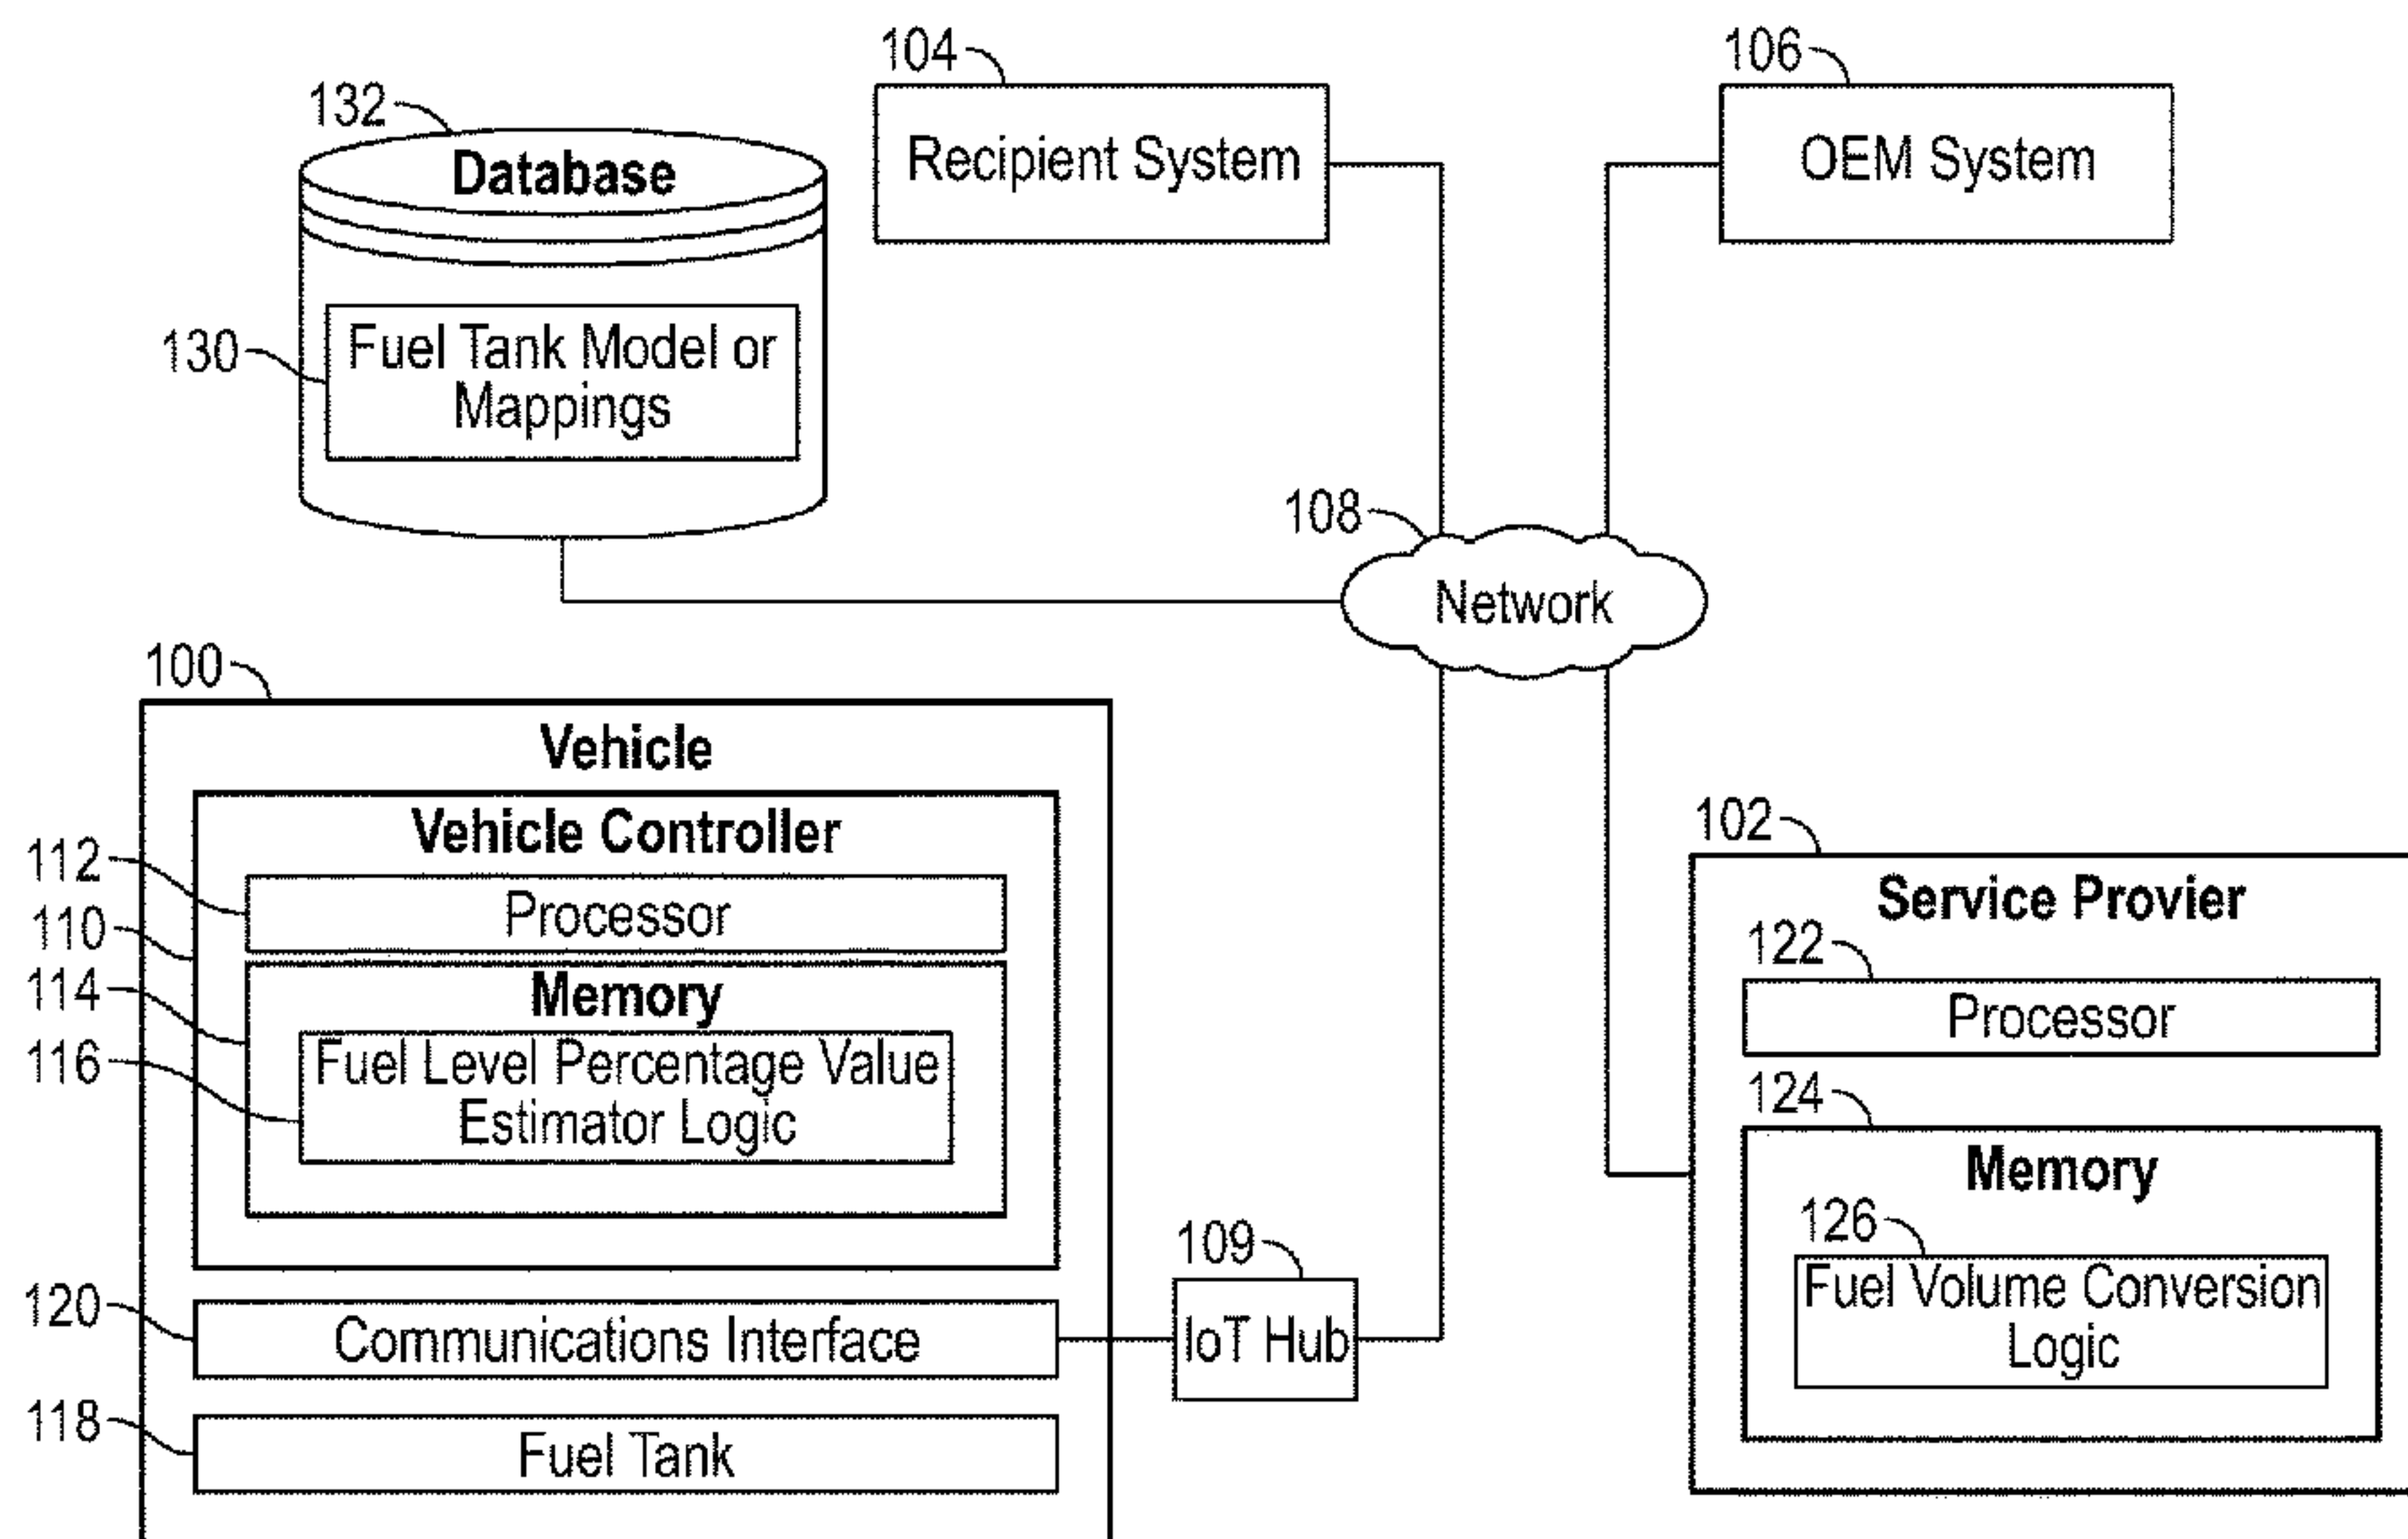 104
Recipient System
106
OEM System
132
Database
130
Fuel Tank Model or
Mappings
108
Network
100
Vehicle
Vehicle Controller
112
Processor
110
114
Memory
116
Fuel Level Percentage Value
Estimator Logic
120
Communications Interface
118
Fuel Tank
109
IoT Hub
102
Service Provier
122
Processor
124
Memory
126
Fuel Volume Conversion
Logic